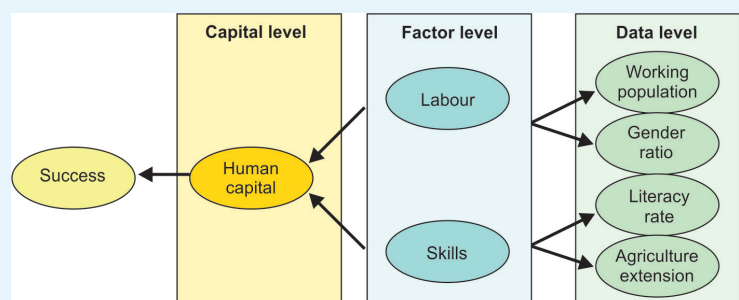 Capital level
Factor level
Data level
Working
population
Labour
Gender
ratio
Success
Human
capital
Literacy
rate
Skills
Agriculture
extension